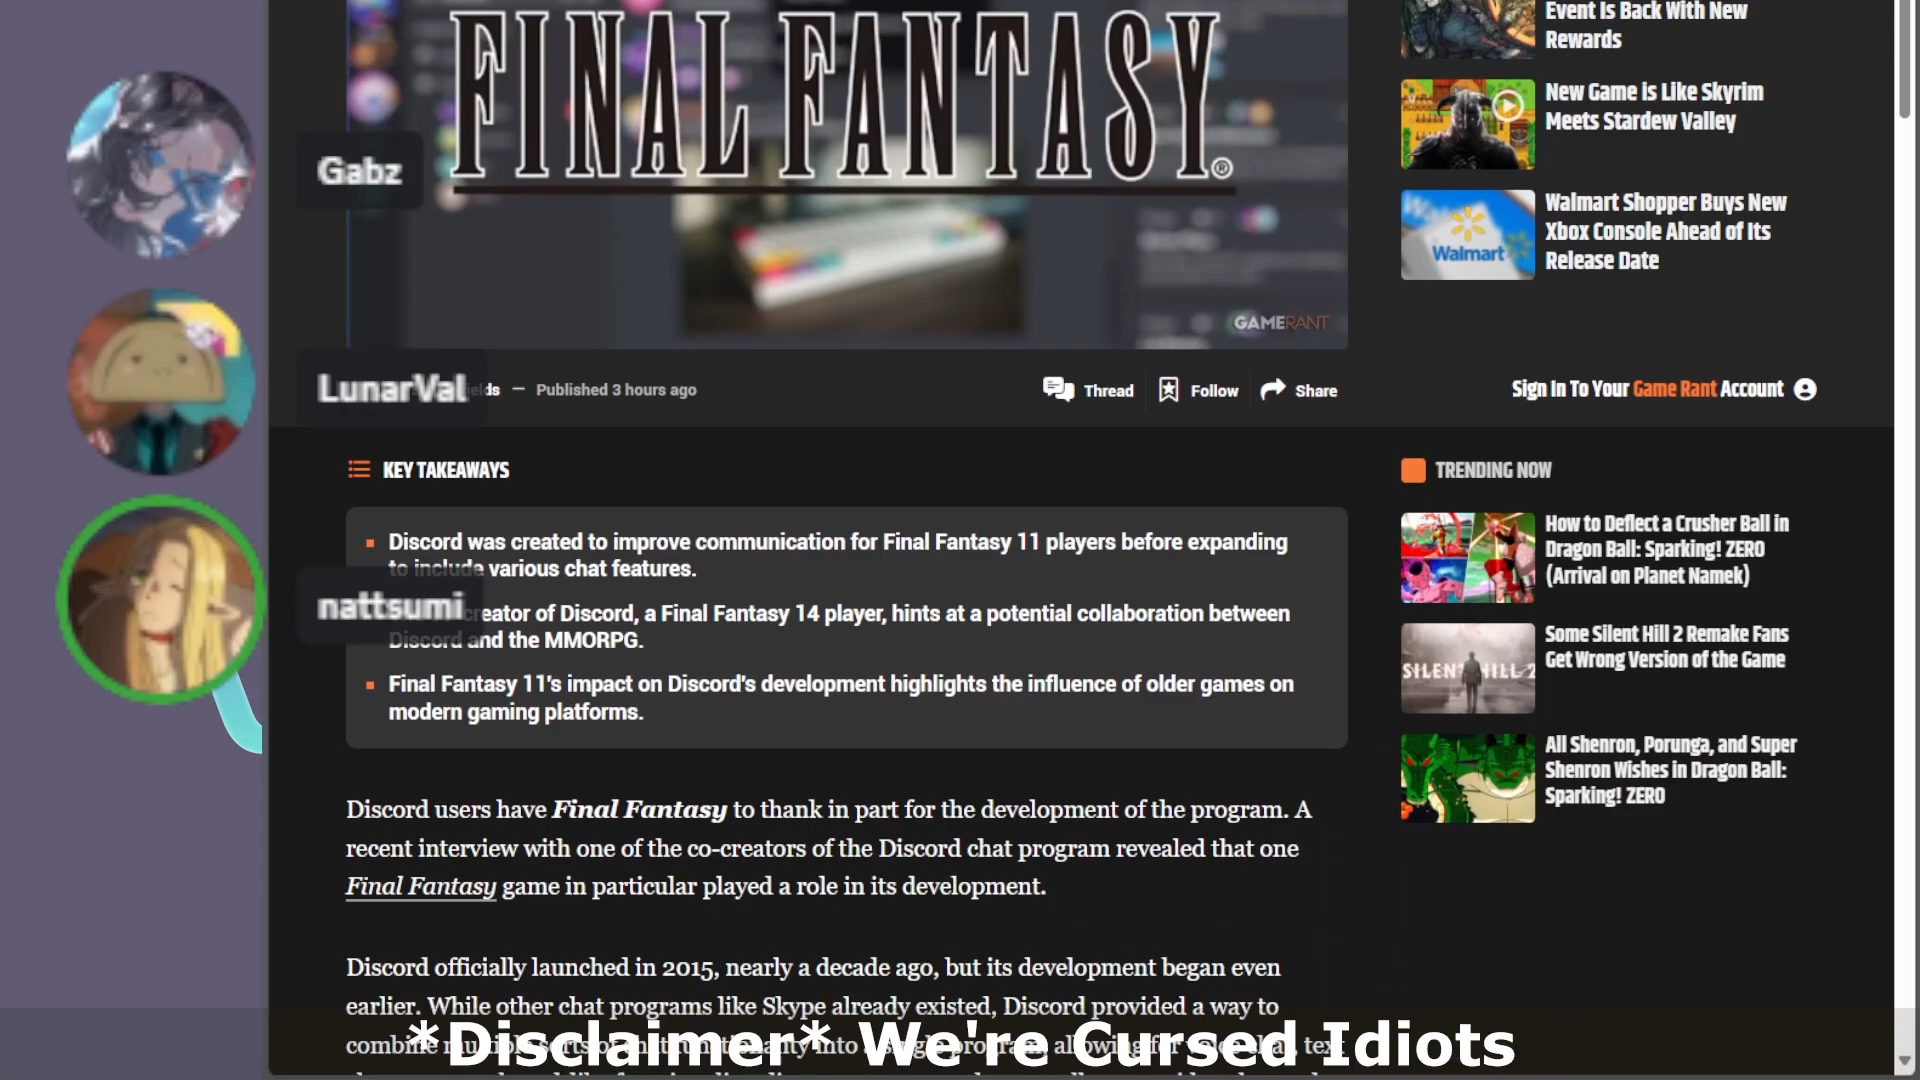 FINAL FANTASY®
GAMERANT
Gabz
LunarVal
nattsumi
— Published 3 hours ago
Thread
Follow
Share
KEY TAKEAWAYS
Discord was created to improve communication for Final Fantasy 11 players before expanding
to include various chat features.
creator of Discord, a Final Fantasy 14 player, hints at a potential collaboration between
Discord and the MMORPG.
Final Fantasy 11's impact on Discord's development highlights the influence of older games on
modern gaming platforms.
Discord users have Final Fantasy to thank in part for the development of the program. A
recent interview with one of the co-creators of the Discord chat program revealed that one
Final Fantasy game in particular played a role in its development.
Discord officially launched in 2015, nearly a decade ago, but its development began even
earlier. While other chat programs like Skype already existed, Discord provided a way to
combine multiple sorts of
*Disclaimer* We're Cursed Idiots
Event Is Back With New
Rewards
New Game is Like Skyrim
Meets Stardew Valley
Walmart
Walmart Shopper Buys New
Xbox Console Ahead of Its
Release Date
Sign In To Your Game Rant Account
TRENDING NOW
How to Deflect a Crusher Ball in
Dragon Ball: Sparking! ZERO
(Arrival on Planet Namek)
SILENT HILL 2
Some Silent Hill 2 Remake Fans
Get Wrong Version of the Game
All Shenron, Porunga, and Super
Shenron Wishes in Dragon Ball:
Sparking! ZERO